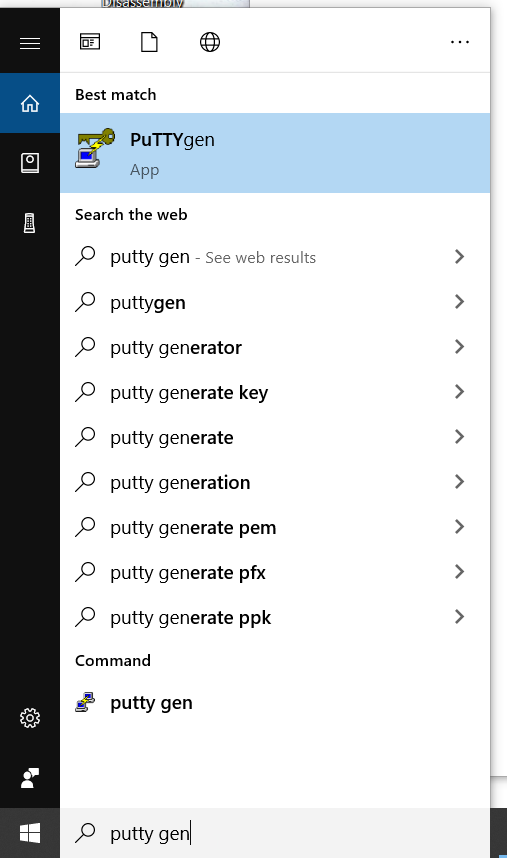 Disassembly
Best match
PuTTYgen
App
Search the web
putty gen - See web results
puttygen
putty generator
putty generate key
putty generate
putty generation
putty generate pem
putty generate pfx
putty generate ppk
Command
putty gen
putty gen